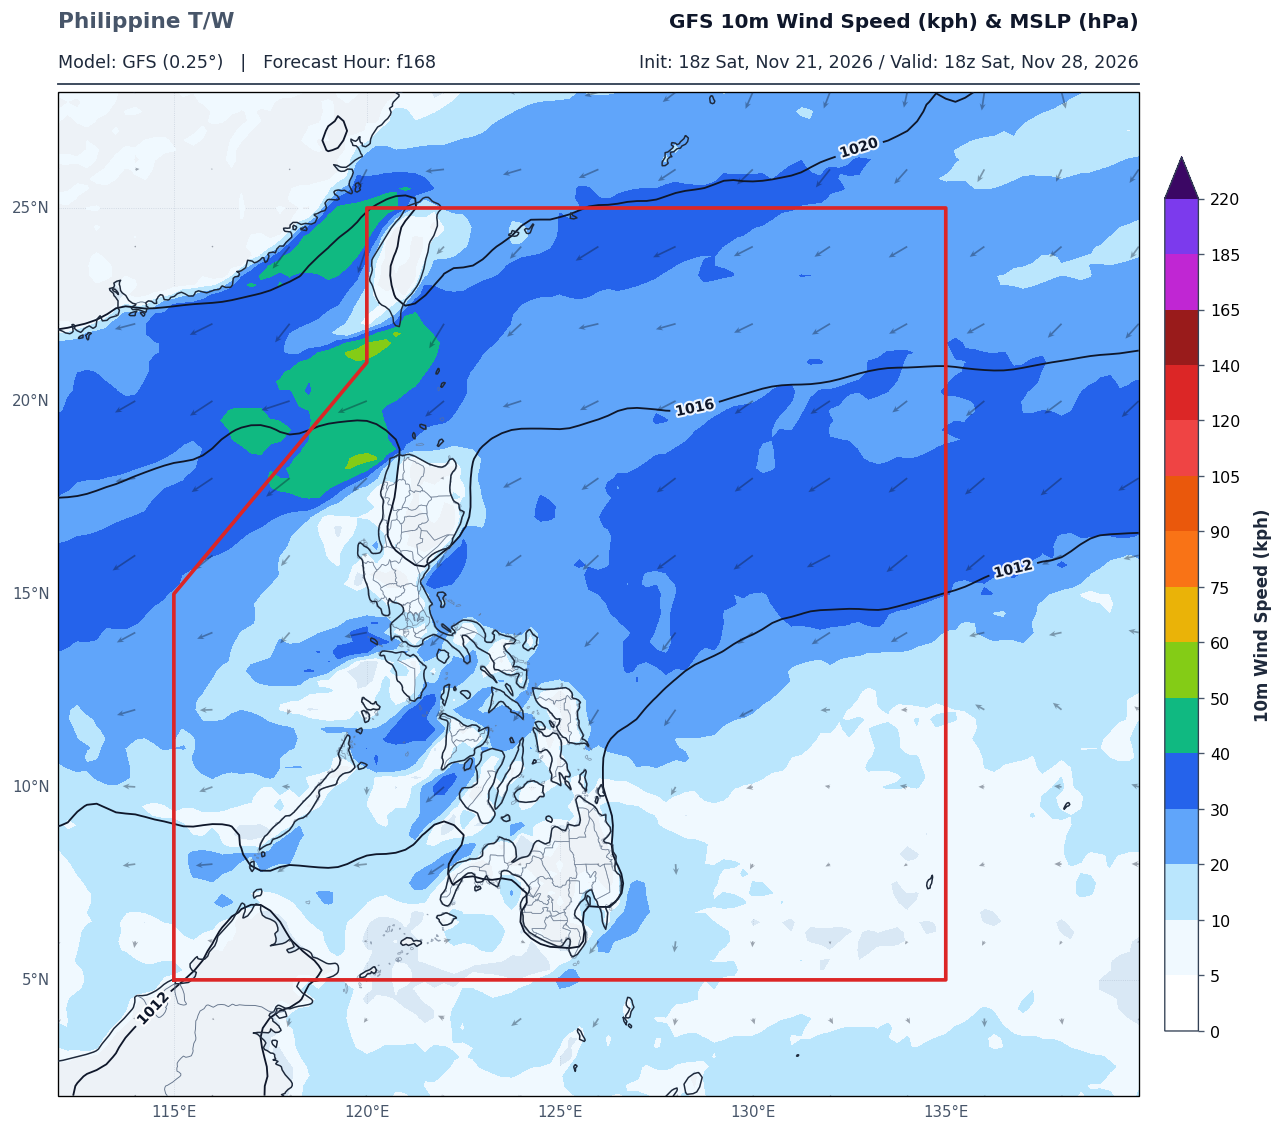 Philippine T/W
GFS 10m Wind Speed (kph) & MSLP (hPa)
Model: GFS (0.25°) | Forecast Hour: f168
Init: 18z Sat, Nov 21, 2026 / Valid: 18z Sat, Nov 28, 2026
1020
1016
1012
1012
25°N
20°N
15°N
10°N
5°N
115°E
120°E
125°E
130°E
135°E
220
185
165
140
120
105
90
75
60
50
40
30
20
10
5
0
10m Wind Speed (kph)